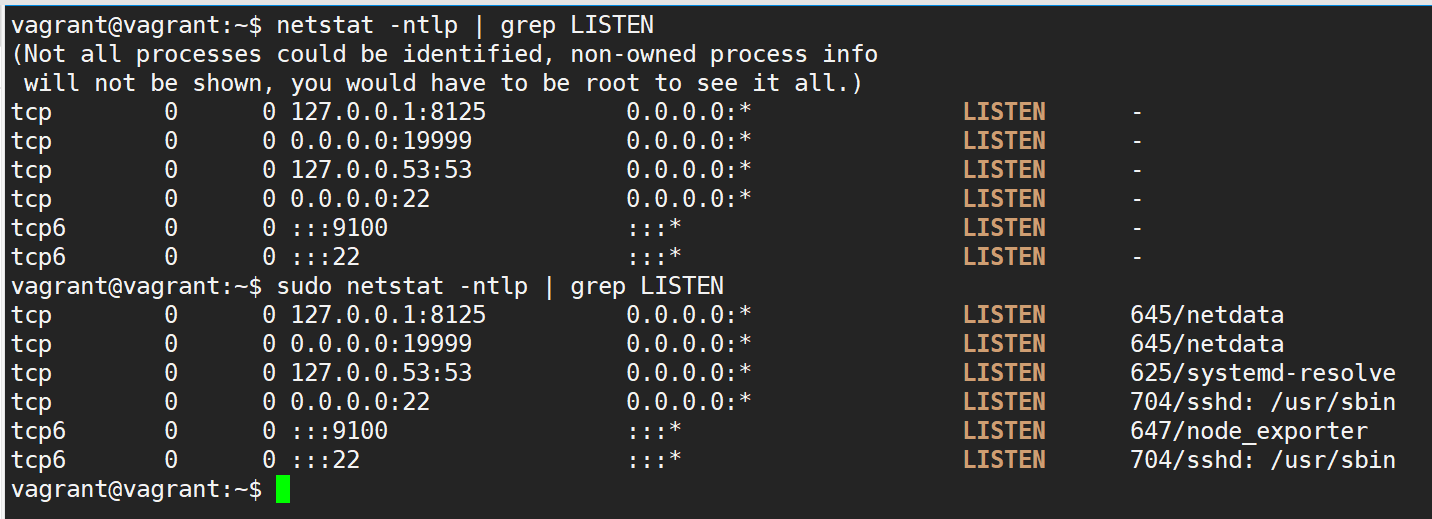 vagrant@vagrant:~$ netstat -ntlp | grep LISTEN
(Not all processes could be identified, non-owned process info
 will not be shown, you would have to be root to see it all.)
tcp        0      0 127.0.0.1:8125          0.0.0.0:*               LISTEN      -
tcp        0      0 0.0.0.0:19999           0.0.0.0:*               LISTEN      -
tcp        0      0 127.0.0.53:53           0.0.0.0:*               LISTEN      -
tcp        0      0 0.0.0.0:22              0.0.0.0:*               LISTEN      -
tcp6       0      0 :::9100                 :::*                    LISTEN      -
tcp6       0      0 :::22                   :::*                    LISTEN      -
vagrant@vagrant:~$ sudo netstat -ntlp | grep LISTEN
tcp        0      0 127.0.0.1:8125          0.0.0.0:*               LISTEN      645/netdata
tcp        0      0 0.0.0.0:19999           0.0.0.0:*               LISTEN      645/netdata
tcp        0      0 127.0.0.53:53           0.0.0.0:*               LISTEN      625/systemd-resolve
tcp        0      0 0.0.0.0:22              0.0.0.0:*               LISTEN      704/sshd: /usr/sbin
tcp6       0      0 :::9100                 :::*                    LISTEN      647/node_exporter
tcp6       0      0 :::22                   :::*                    LISTEN      704/sshd: /usr/sbin
vagrant@vagrant:~$